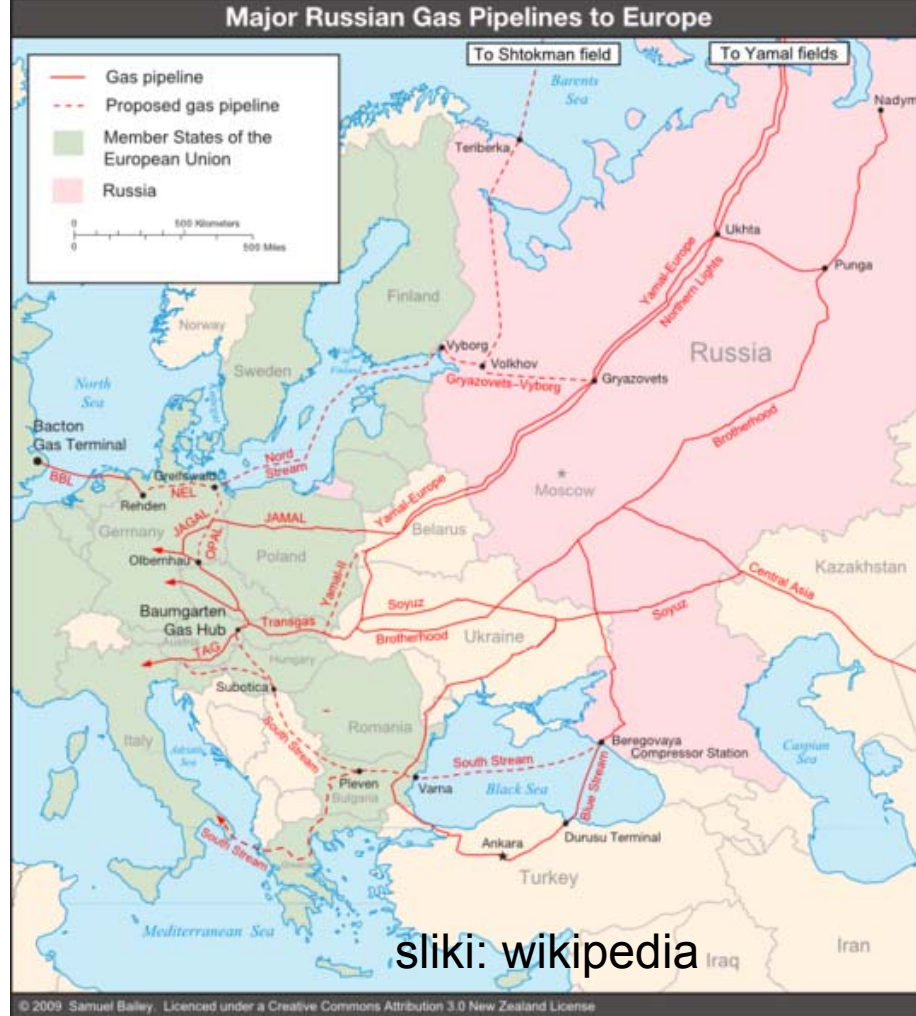 Major Russian Gas Pipelines to Europe
Gas pipeline
Proposed gas pipeline
Member States of the
European Union
Russia
0
500 Kilometers
0
500 Miles
To Shtokman field
To Yamal fields
Barents
Sea
Nadym
Teriberka
Ukhta
Punga
Yamal-Europe
Northern Lights
Finland
Norway
Sweden
Vyborg
Volkhov
Gryazovets
Gryazovets–Vyborg
Russia
North
Sea
Bacton
Gas Terminal
BBL
Nord
Stream
Greifswald
NEL
Rehden
Brotherhood
Moscow
JAGAL
JAMAL
Yamal-Europe
Belarus
Germany
OPAL
Poland
Olbernhau
Yamal-II
Kazakhstan
Central Asia
Soyuz
Soyuz
Baumgarten
Gas Hub
Transgas
Brotherhood
Ukraine
TAG
Austria
Hungary
Subotica
Romania
Italy
Adriatic
Sea
South Stream
Beregovaya
Compressor Station
Caspian
Sea
South Stream
Black Sea
Blue Stream
Pleven
Bulgaria
Varna
South Stream
Greece
Ankara
Durusu Terminal
Turkey
Mediterranean Sea
sliki: wikipedia
Iraq
Iran
© 2009 Samuel Bailey. Licenced under a Creative Commons Attribution 3.0 New Zealand License